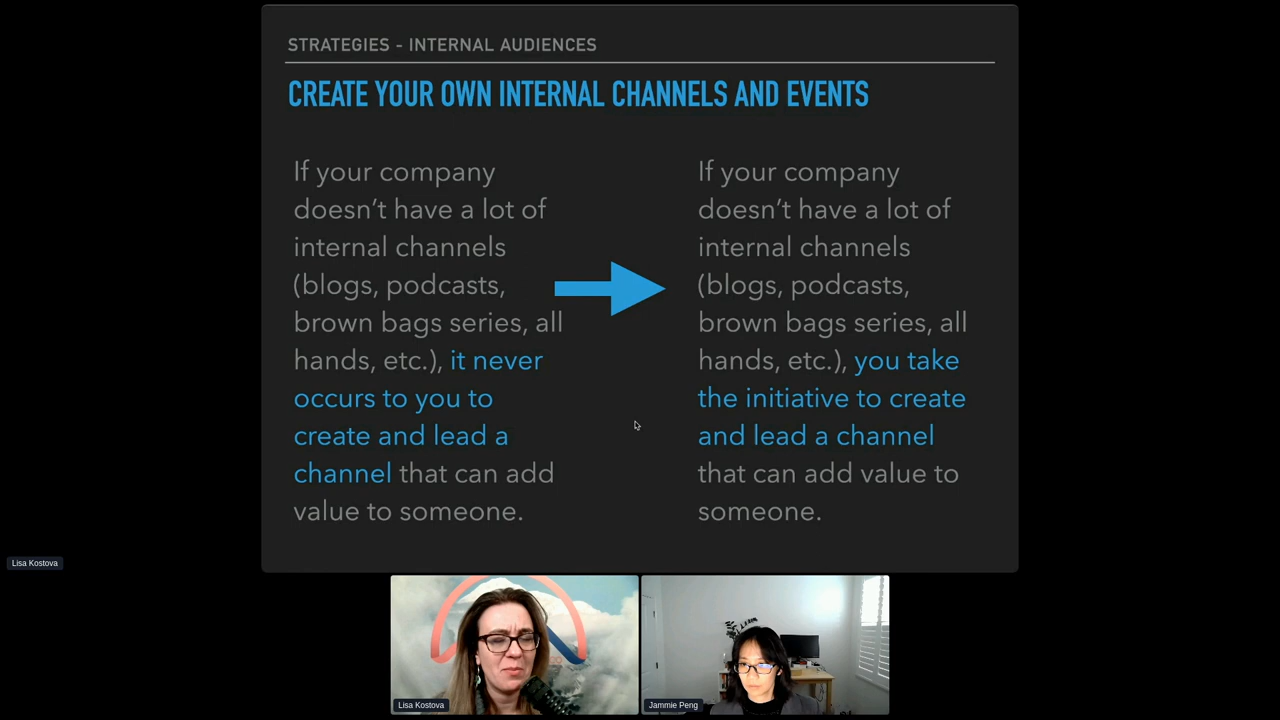 STRATEGIES - INTERNAL AUDIENCES
CREATE YOUR OWN INTERNAL CHANNELS AND EVENTS
If your company
doesn’t have a lot of
internal channels
(blogs, podcasts,
brown bags series, all
hands, etc.), it never
occurs to you to
create and lead a
channel that can add
value to someone.
If your company
doesn’t have a lot of
internal channels
(blogs, podcasts,
brown bags series, all
hands, etc.), you take
the initiative to create
and lead a channel
that can add value to
someone.
Lisa Kostova
Lisa Kostova
Jammie Peng